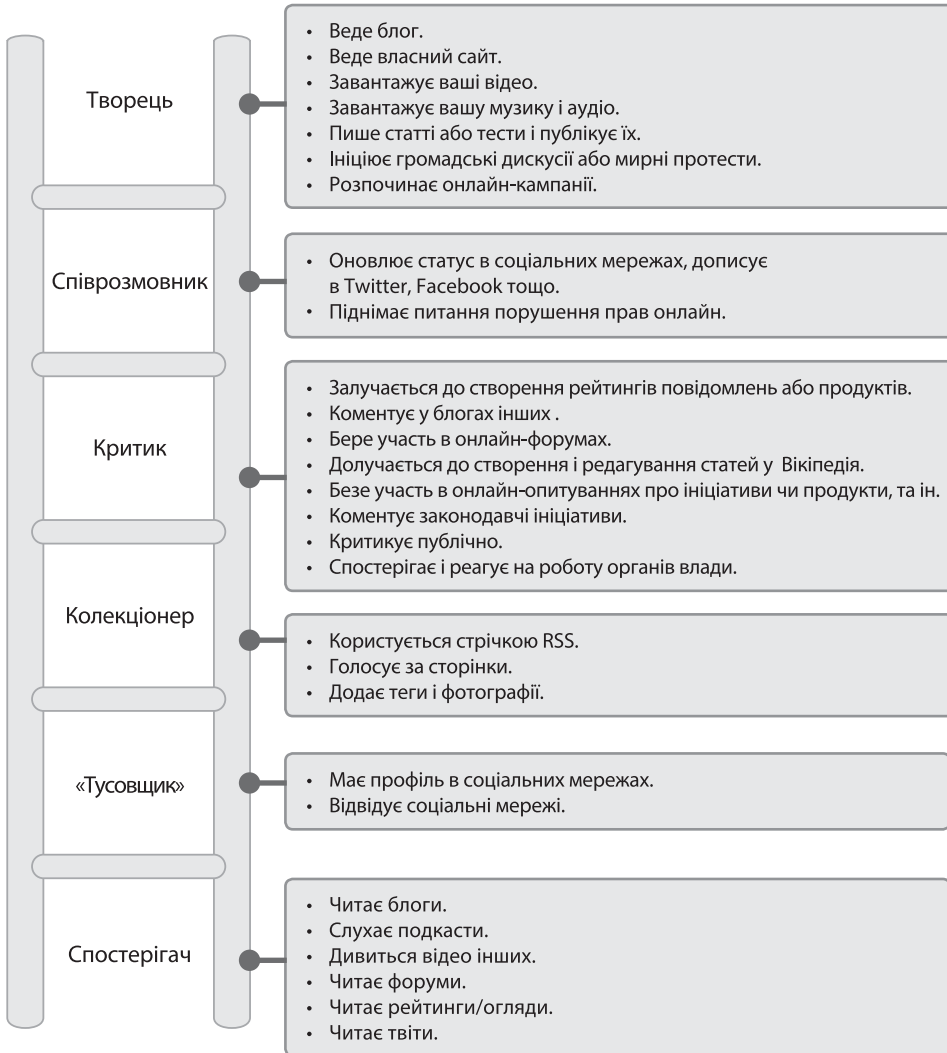 Творець
• Веде блог.
• Веде власний сайт.
• Завантажує ваші відео.
• Завантажує вашу музику і аудіо.
• Пише статті або тести і публікує їх.
• Ініціює громадські дискусії або мирні протести.
• Розпочинає онлайн-кампанії.
Співрозмовник
• Оновлює статус в соціальних мережах, дописує
в Twitter, Facebook тощо.
• Піднімає питання порушення прав онлайн.
Критик
• Залучається до створення рейтингів повідомлень або продуктів.
• Коментує у блогах інших .
• Бере участь в онлайн-форумах.
• Долучається до створення і редагування статей у Вікіпедія.
• Безе участь в онлайн-опитуваннях про ініціативи чи продукти, та ін.
• Коментує законодавчі ініціативи.
• Критикує публічно.
• Спостерігає і реагує на роботу органів влади.
Колекціонер
• Користується стрічкою RSS.
• Голосує за сторінки.
• Додає теги і фотографії.
«Тусовщик»
• Має профіль в соціальних мережах.
• Відвідує соціальні мережі.
Спостерігач
• Читає блоги.
• Слухає подкасти.
• Дивиться відео інших.
• Читає форуми.
• Читає рейтинги/огляди.
• Читає твіти.